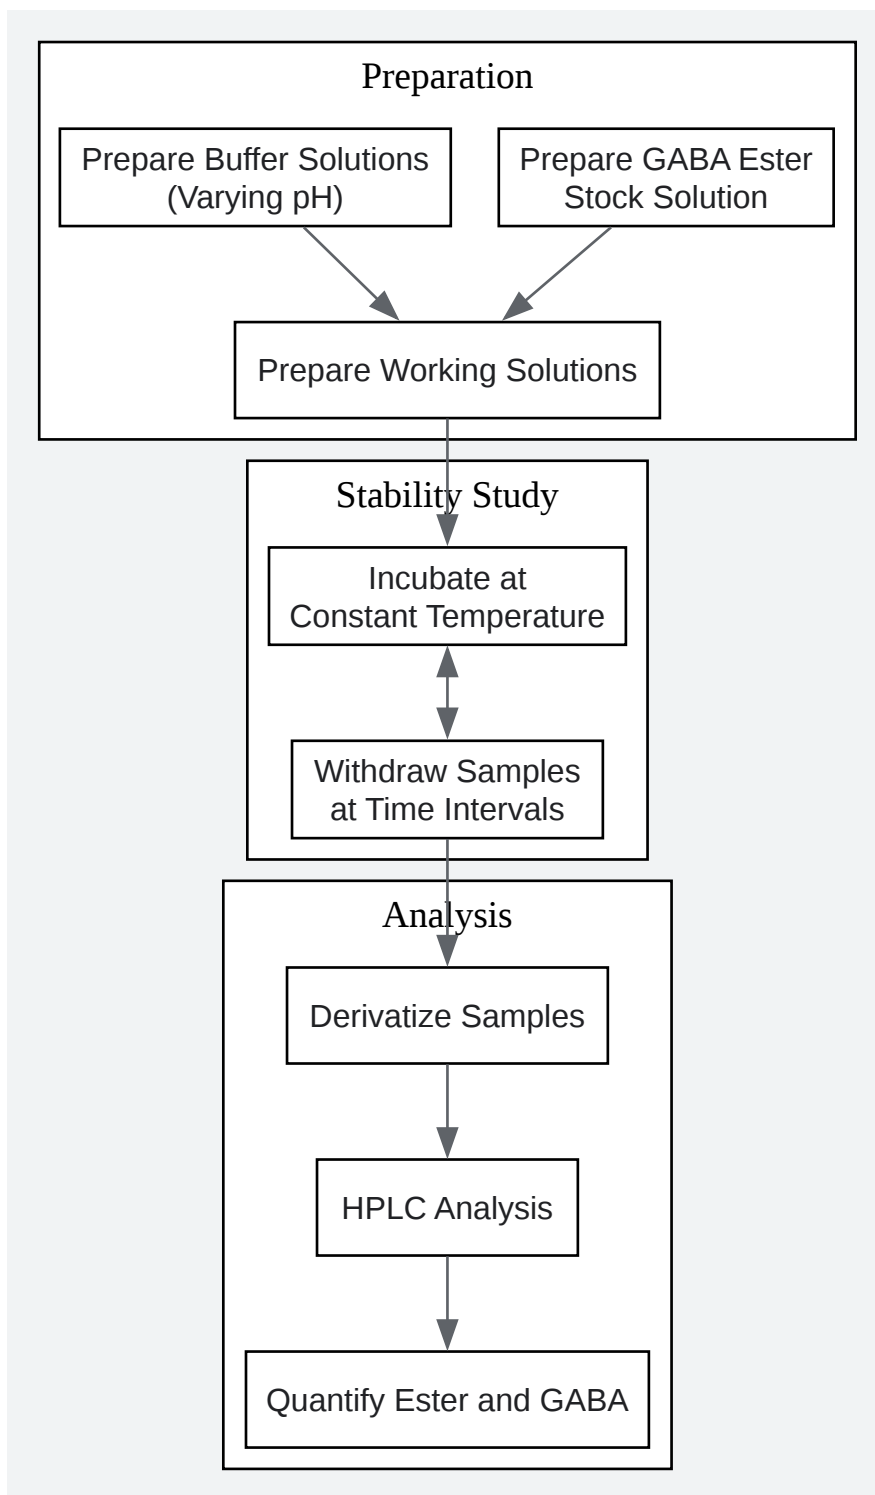 Preparation
Prepare Buffer Solutions
(Varying pH)
Prepare GABA Ester
Stock Solution
Prepare Working Solutions
Stability Study
Incubate at
Constant Temperature
Withdraw Samples
at Time Intervals
Analysis
Derivatize Samples
HPLC Analysis
Quantify Ester and GABA